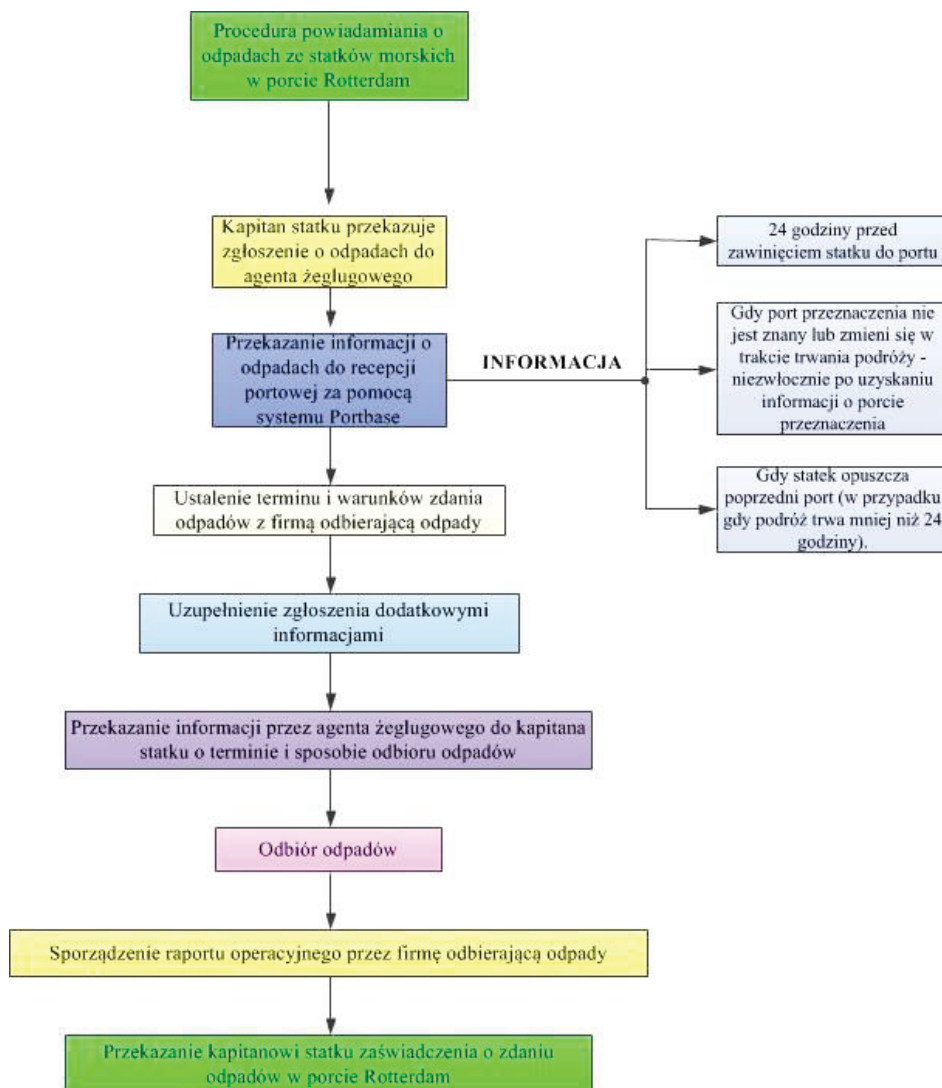 Procedura powiadamiania o
odpadach ze statków morskich
w porcie Rotterdam
Kapitan statku przekazuje
zgłoszenie o odpadach do
agenta żeglugowego
Przekazanie informacji o
odpadach do recepcji
portowej za pomocą
systemu Portbase
INFORMACJA
24 godziny przed
zawinięciem statku do portu
Gdy port przeznaczenia nie
jest znany lub zmieni się w
trakcie trwania podróży -
niezwłocznie po uzyskaniu
informacji o porcie
przeznaczenia
Gdy statek opuszcza
poprzedni port (w przypadku
gdy podróż trwa mniej niż 24
godziny).
Ustalenie terminu i warunków zdania
odpadów z firmą odbierającą odpady
Uzupełnienie zgłoszenia dodatkowymi
informacjami
Przekazanie informacji przez agenta żeglugowego do kapitana
statku o terminie i sposobie odbioru odpadów
Odbiór odpadów
Sporządzenie raportu operacyjnego przez firmę odbierającą odpady
Przekazanie kapitanowi statku zaświadczenia o zdaniu
odpadów w porcie Rotterdam